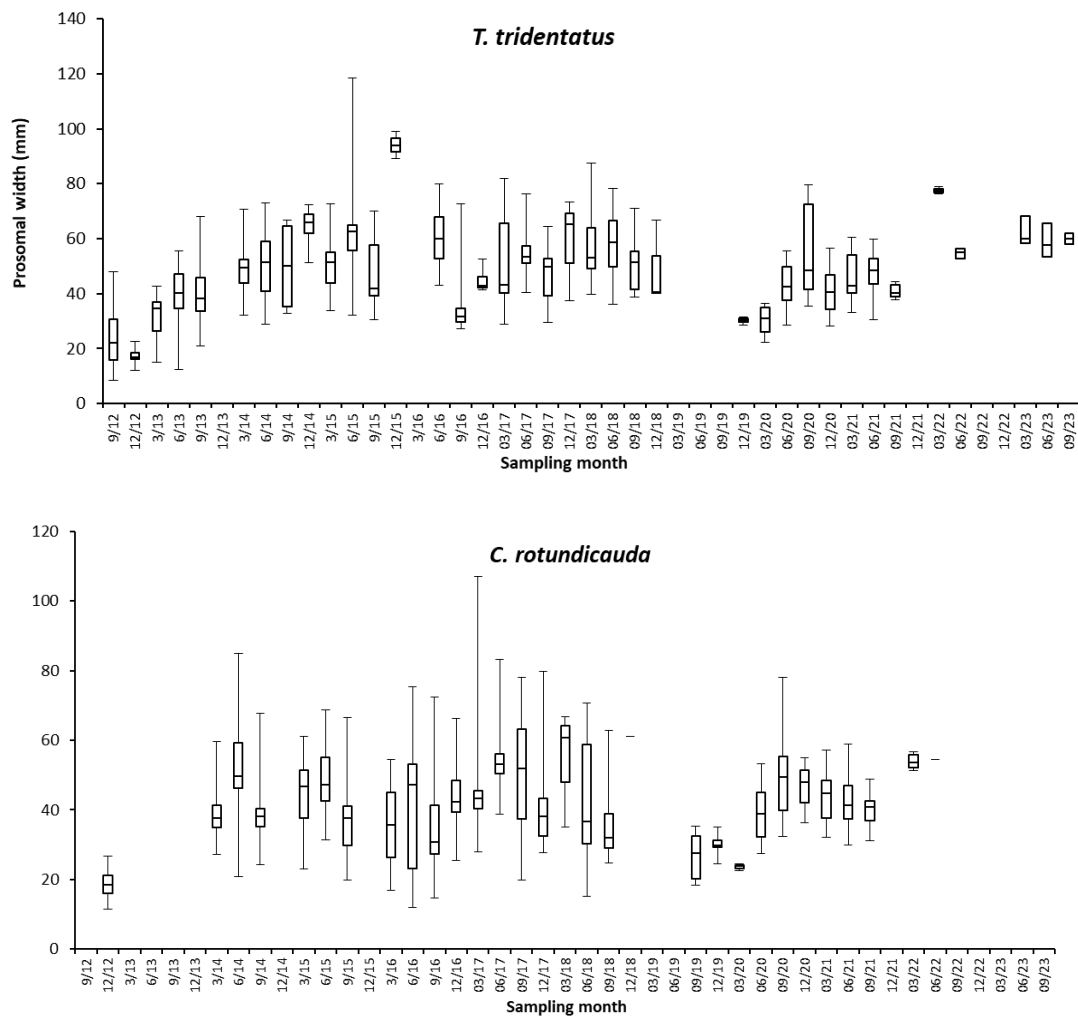 T. tridentatus
Prosomal width (mm)
140
120
100
80
60
40
20
0
9/12 12/12 3/13 6/13 9/13 12/13 3/14 6/14 9/14 12/14 3/15 6/15 9/15 12/15 3/16 6/16 9/16 12/16 03/17 06/17 09/17 12/17 03/18 06/18 09/18 12/18 03/19 06/19 09/19 12/19 03/20 06/20 09/20 12/20 03/21 06/21 09/21 12/21 03/22 06/22 09/22 12/22 03/23 06/23 09/23
Sampling month
C. rotundicauda
120
100
80
60
40
20
0
9/12 12/12 3/13 6/13 9/13 12/13 3/14 6/14 9/14 12/14 3/15 6/15 9/15 12/15 3/16 6/16 9/16 12/16 03/17 06/17 09/17 12/17 03/18 06/18 09/18 12/18 03/19 06/19 09/19 12/19 03/20 06/20 09/20 12/20 03/21 06/21 09/21 12/21 03/22 06/22 09/22 12/22 03/23 06/23 09/23
Sampling month